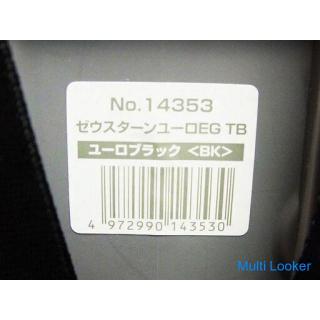 No.14353
ゼウスターンユーロEG TB
ユーロブラック <BK>
4 972990 143530
Multi Looker